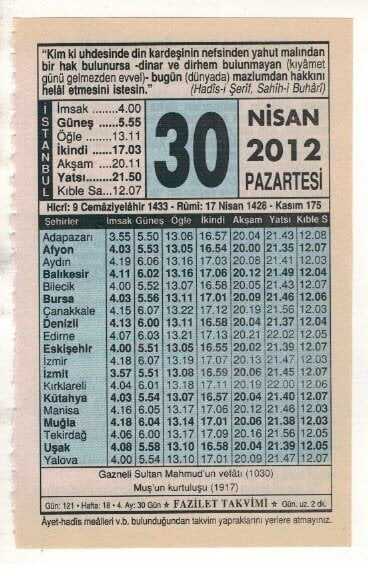 “Kim ki uhdesinde din kardeşinin nefsinden yahut malından
bir hak bulunursa -dinar ve dirhem bulunmayan (kıyâmet
günü gelmezden evvel)- bugün (dünyada) mazlumdan hakkını
helâl etmesini istesin.” (Hadîs-i Şerîf, Sahîh-i Buhârî)
İSTANBUL
İmsak .......4.00
Güneş ......5.55
Öğle ........13.11
İkindi ......17.03
Akşam ....20.11
Yatsı.......21.50
Kıble Sa...12.07
30
NİSAN
2012
PAZARTESİ
Hicrî: 9 Cemâziyelâhir 1433 - Rûmî: 17 Nisan 1428 - Kasım 175
Şehirler İmsak Güneş Öğle İkindi Akşam Yatsı Kıble S
Adapazarı 3.55 5.50 13.06 16.57 20.04 21.43 12.08
Afyon 4.03 5.53 13.05 16.54 20.00 21.35 12.07
Aydın 4.19 6.06 13.16 17.03 20.08 21.41 12.03
Balıkesir 4.11 6.02 13.16 17.06 20.12 21.49 12.04
Bilecik 4.00 5.52 13.07 16.58 20.05 21.43 12.07
Bursa 4.03 5.56 13.11 17.01 20.09 21.46 12.06
Çanakkale 4.15 6.07 13.22 17.12 20.19 21.56 12.03
Denizli 4.13 6.00 13.11 16.58 20.04 21.37 12.04
Edirne 4.07 6.03 13.21 17.13 20.21 22.02 12.05
Eskişehir 4.00 5.51 13.05 16.55 20.02 21.39 12.07
İzmir 4.18 6.07 13.19 17.07 20.13 21.47 12.03
İzmit 3.57 5.51 13.08 16.59 20.06 21.45 12.07
Kırklareli 4.04 6.01 13.18 17.11 20.19 22.00 12.06
Kütahya 4.03 5.54 13.07 16.57 20.04 21.40 12.07
Manisa 4.16 6.05 13.17 17.06 20.12 21.46 12.03
Muğla 4.18 6.04 13.14 17.01 20.06 21.38 12.03
Tekirdağ 4.06 6.00 13.17 17.09 20.16 21.56 12.05
Uşak 4.08 5.58 13.10 16.58 20.04 21.39 12.05
Yalova 4.00 5.54 13.10 17.01 20.09 21.47 12.07
Gazneli Sultan Mahmud'un vefâtı (1030)
Muş'un kurtuluşu (1917)
Gün: 121 • Hafta: 18 • 4. Ay: 30 Gün ★ FAZİLET TAKVİMİ ★ Gün. uz. 2 dk.
Âyet-hadîs meâlleri v.b. bulunduğundan takvim yapraklarını yerlere atmayınız.